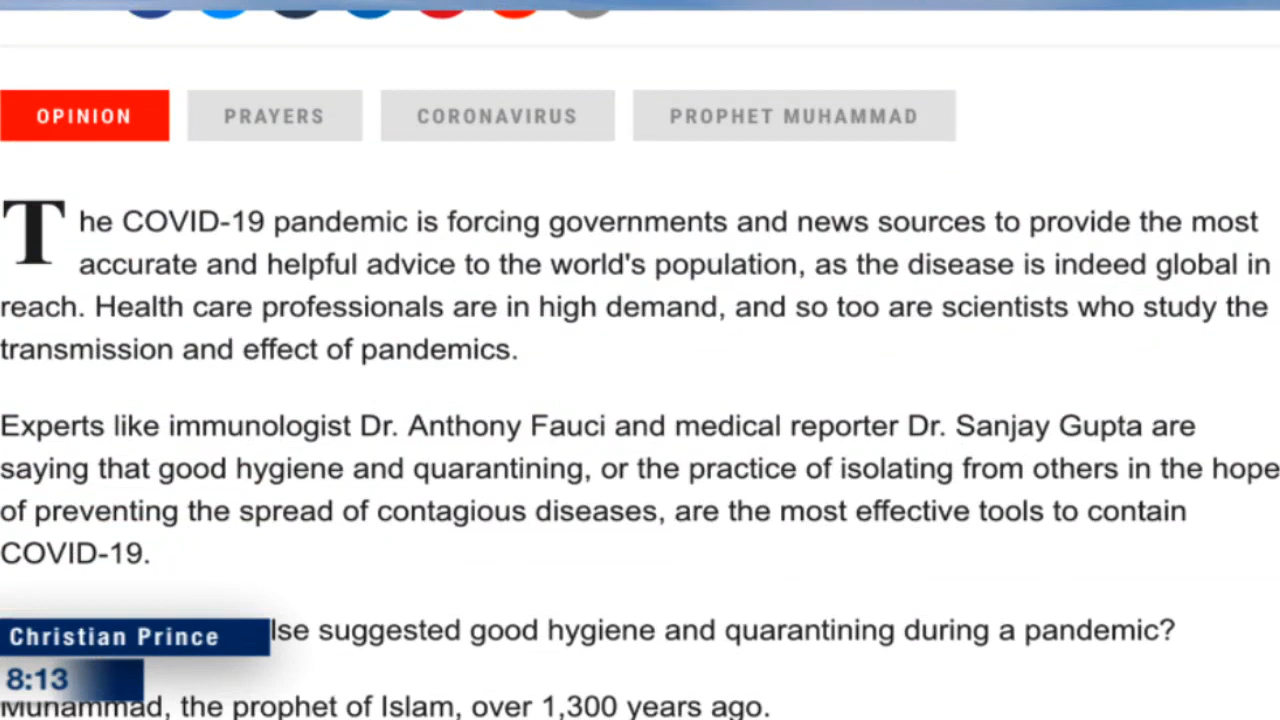 OPINION PRAYERS CORONAVIRUS PROPHET MUHAMMAD
The COVID-19 pandemic is forcing governments and news sources to provide the most
accurate and helpful advice to the world's population, as the disease is indeed global in
reach. Health care professionals are in high demand, and so too are scientists who study the
transmission and effect of pandemics.
Experts like immunologist Dr. Anthony Fauci and medical reporter Dr. Sanjay Gupta are
saying that good hygiene and quarantining, or the practice of isolating from others in the hope
of preventing the spread of contagious diseases, are the most effective tools to contain
COVID-19.
lse suggested good hygiene and quarantining during a pandemic?
Christian Prince
8:13
Muhammad, the prophet of Islam, over 1,300 years ago.